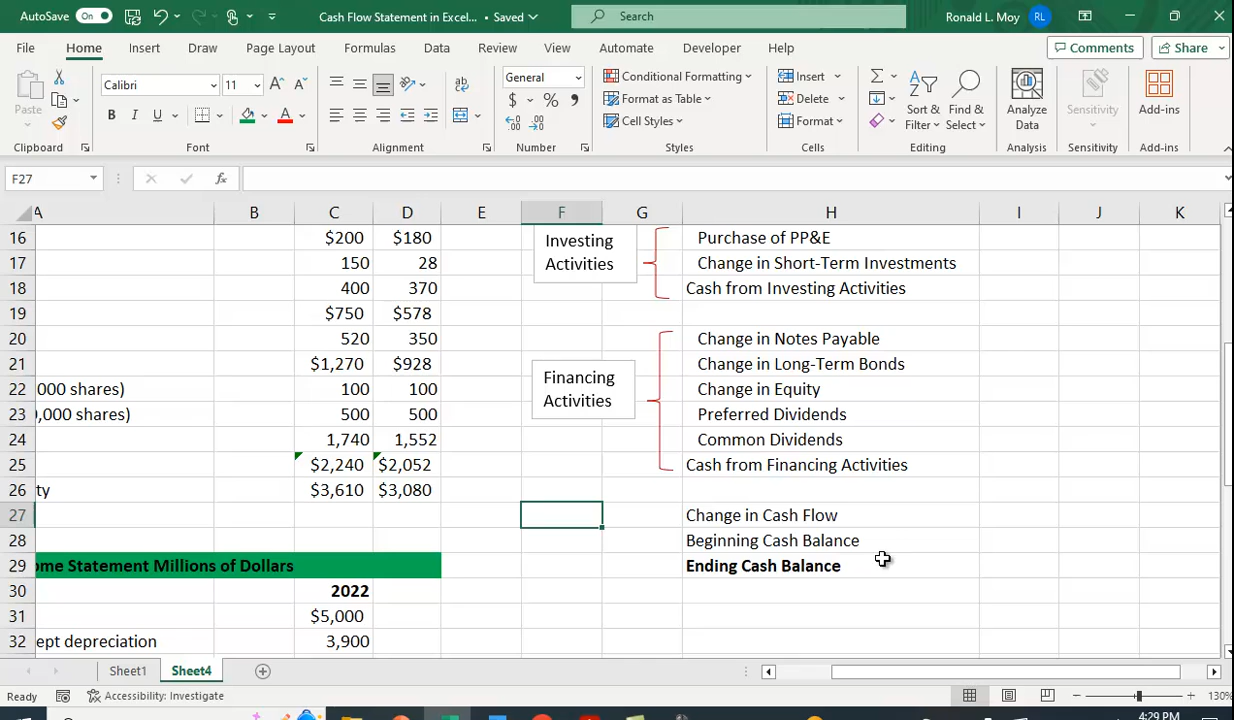 AutoSave On Cash Flow Statement in Excel... • Saved Search Ronald L. Moy RL
File Home Insert Draw Page Layout Formulas Data Review View Automate Developer Help Comments Share
Paste Calibri 11 A A General Conditional Formatting Insert Sort & Find & Analyze Sensitivity Add-ins
B I U A $ % 9 Format as Table Delete Filter Select Data
Cell Styles Format
Clipboard Font Alignment Number Styles Cells Editing Analysis Sensitivity Add-ins
F27 fx
A B C D E F G H I J K
16 $200 $180 Investing Purchase of PP&E
17 150 28 Activities Change in Short-Term Investments
18 400 370 Cash from Investing Activities
19 $750 $578
20 520 350 Change in Notes Payable
21 $1,270 $928 Financing Change in Long-Term Bonds
22 000 shares) 100 100 Activities Change in Equity
23 ,000 shares) 500 500 Preferred Dividends
24 1,740 1,552 Common Dividends
25 $2,240 $2,052 Cash from Financing Activities
26 ty $3,610 $3,080
27 Change in Cash Flow
28 Beginning Cash Balance
29 ome Statement Millions of Dollars Ending Cash Balance
30 2022
31 $5,000
32 ept depreciation 3,900
Sheet1 Sheet4
Ready Accessibility: Investigate 130%
4:29 PM